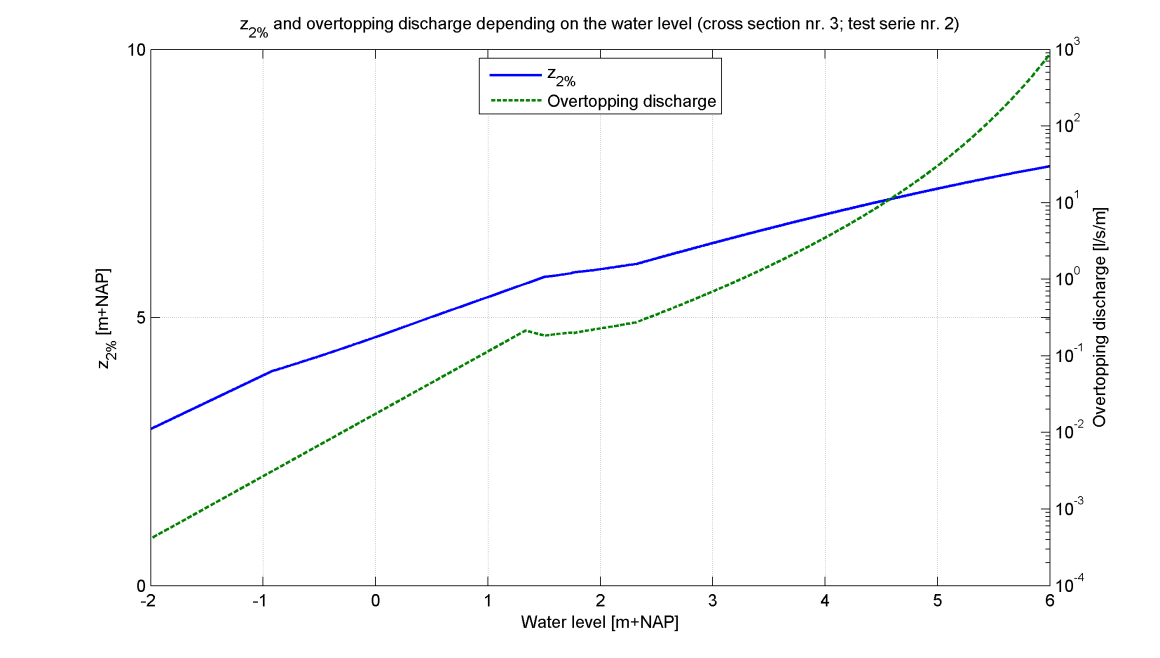 z2% and overtopping discharge depending on the water level (cross section nr. 3; test serie nr. 2)
z2%
Overtopping discharge
10
5
0
z2% [m+NAP]
10^3
10^2
10^1
10^0
10^-1
10^-2
10^-3
10^-4
Overtopping discharge [l/s/m]
-2 -1 0 1 2 3 4 5 6
Water level [m+NAP]